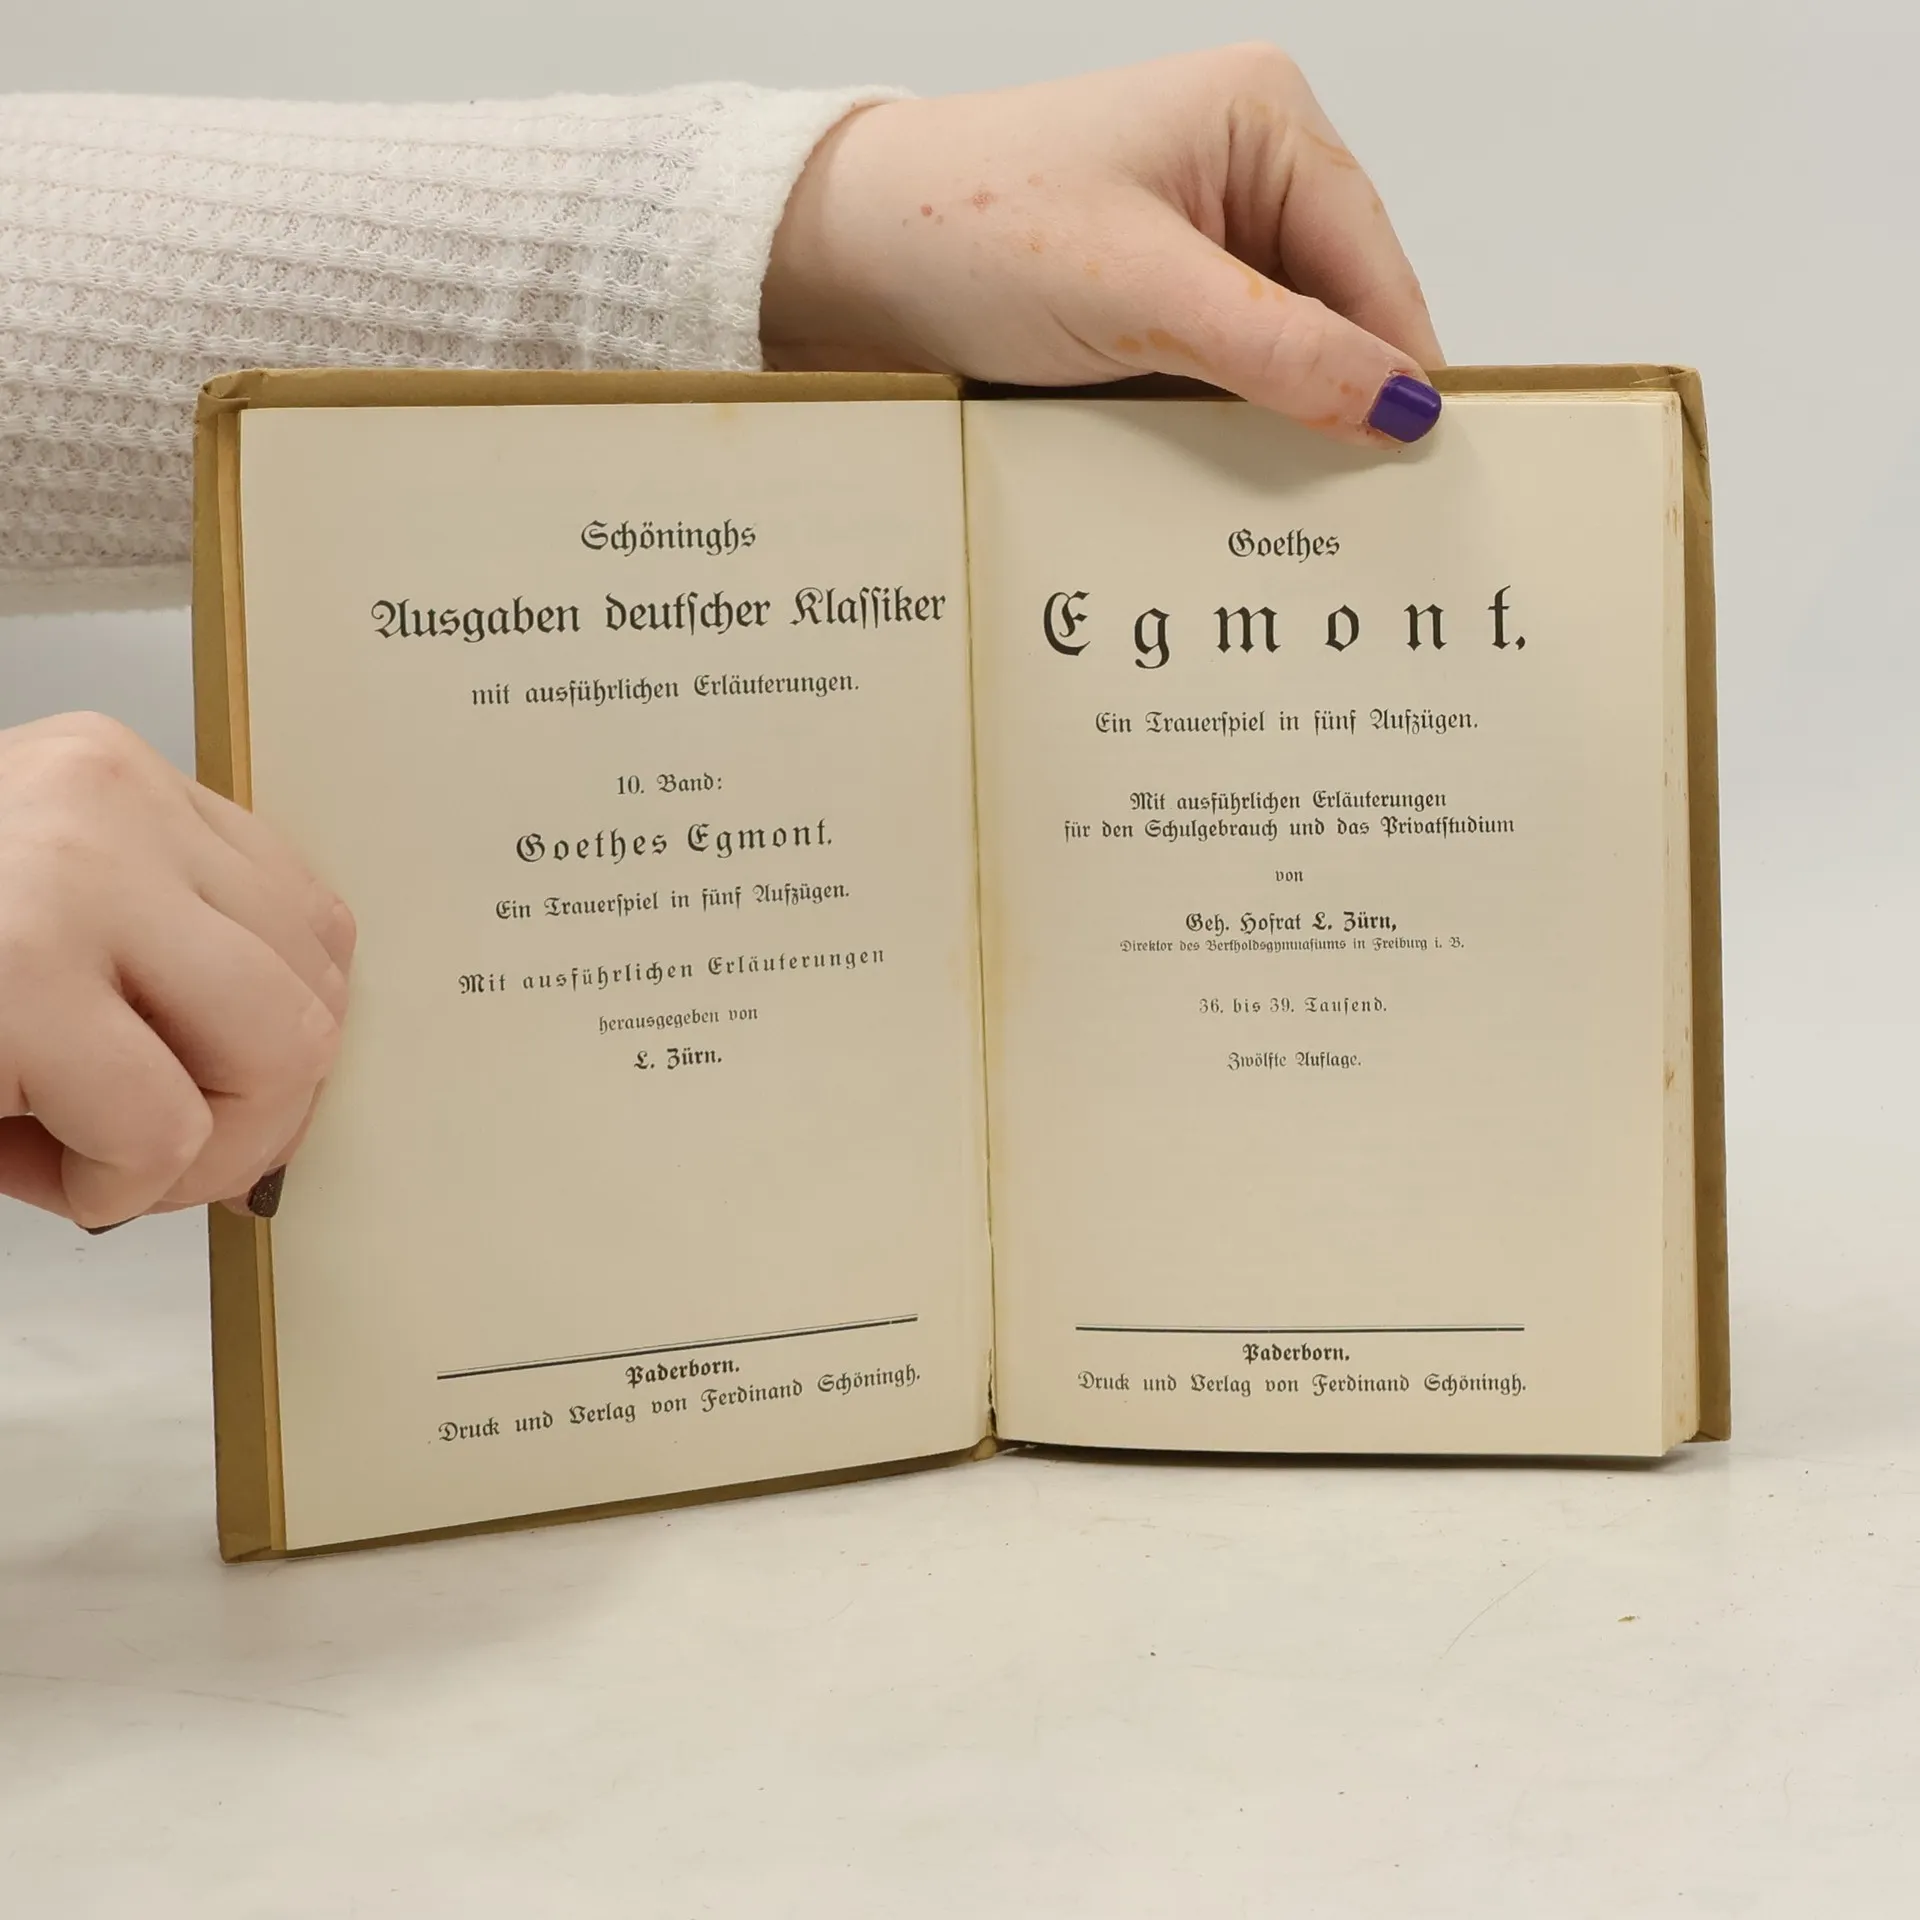 Schöninghs
Ausgaben deutscher Klassiker
mit ausführlichen Erläuterungen.
10. Band:
Goethes Egmont.
Ein Trauerspiel in fünf Aufzügen.
Mit ausführlichen Erläuterungen
herausgegeben von
L. Zürn.
Paderborn.
Druck und Verlag von Ferdinand Schöningh.
Goethes
Egmont.
Ein Trauerspiel in fünf Aufzügen.
Mit ausführlichen Erläuterungen
für den Schulgebrauch und das Privatstudium
von
Geh. Hofrat L. Zürn,
Direktor des Bertholdsgymnasiums in Freiburg i. B.
36. bis 39. Tausend.
Zwölfte Auflage.
Paderborn.
Druck und Verlag von Ferdinand Schöningh.